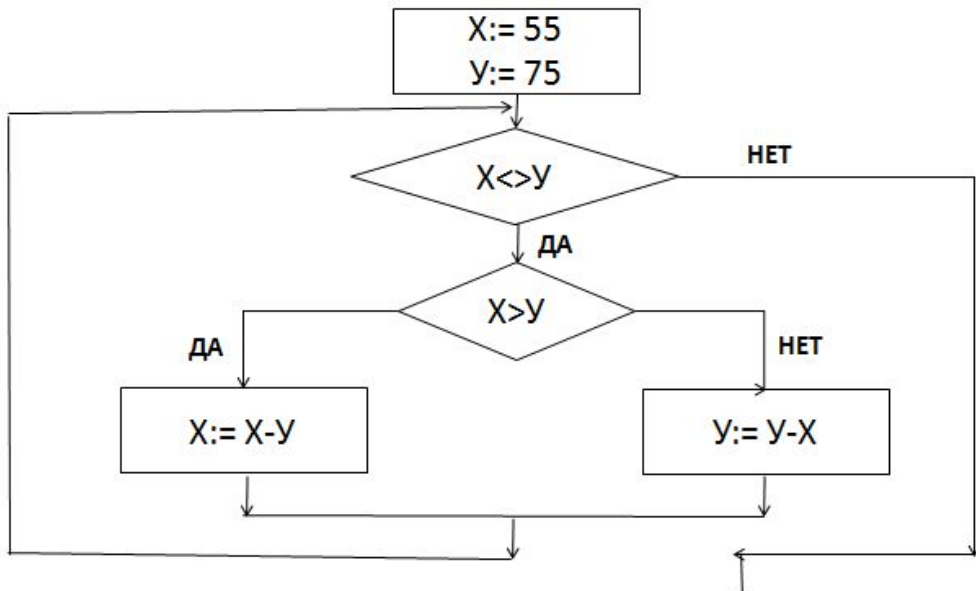 Х:= 55
У:= 75
Х<>У
НЕТ
ДА
Х>У
ДА
НЕТ
Х:= Х-У
У:= У-Х